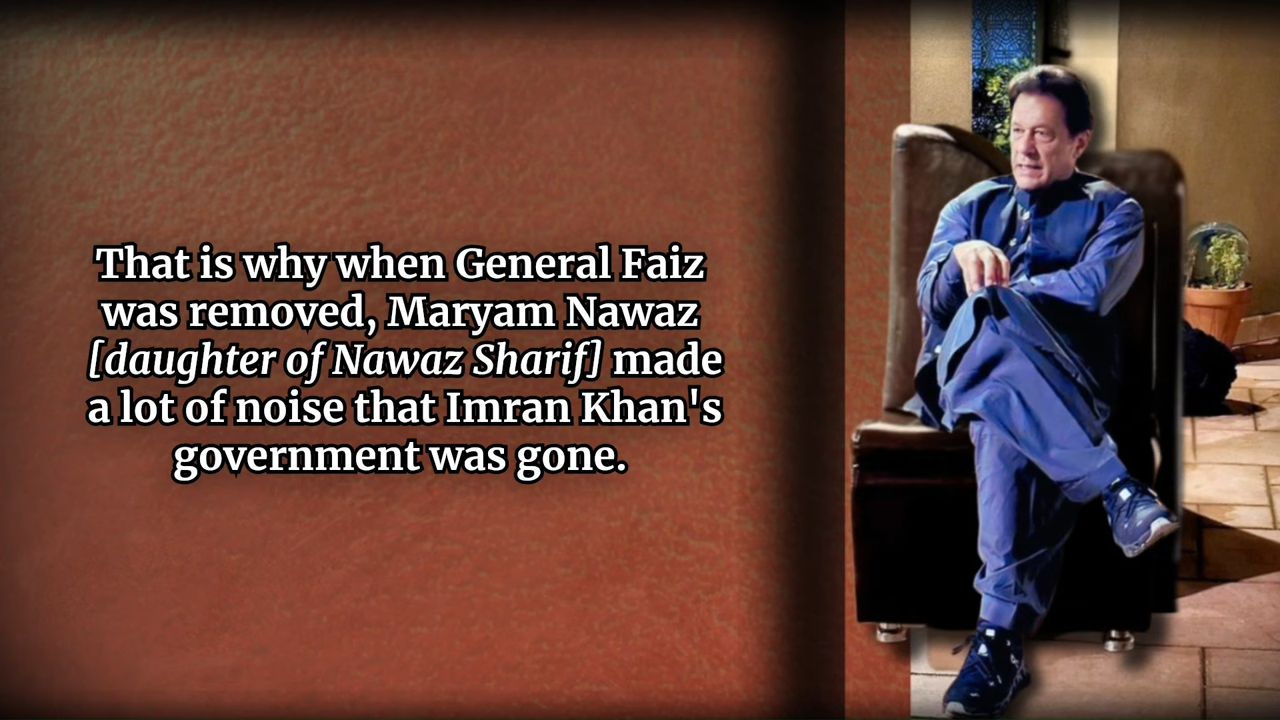 That is why when General Faiz
was removed, Maryam Nawaz
[daughter of Nawaz Sharif] made
a lot of noise that Imran Khan's
government was gone.